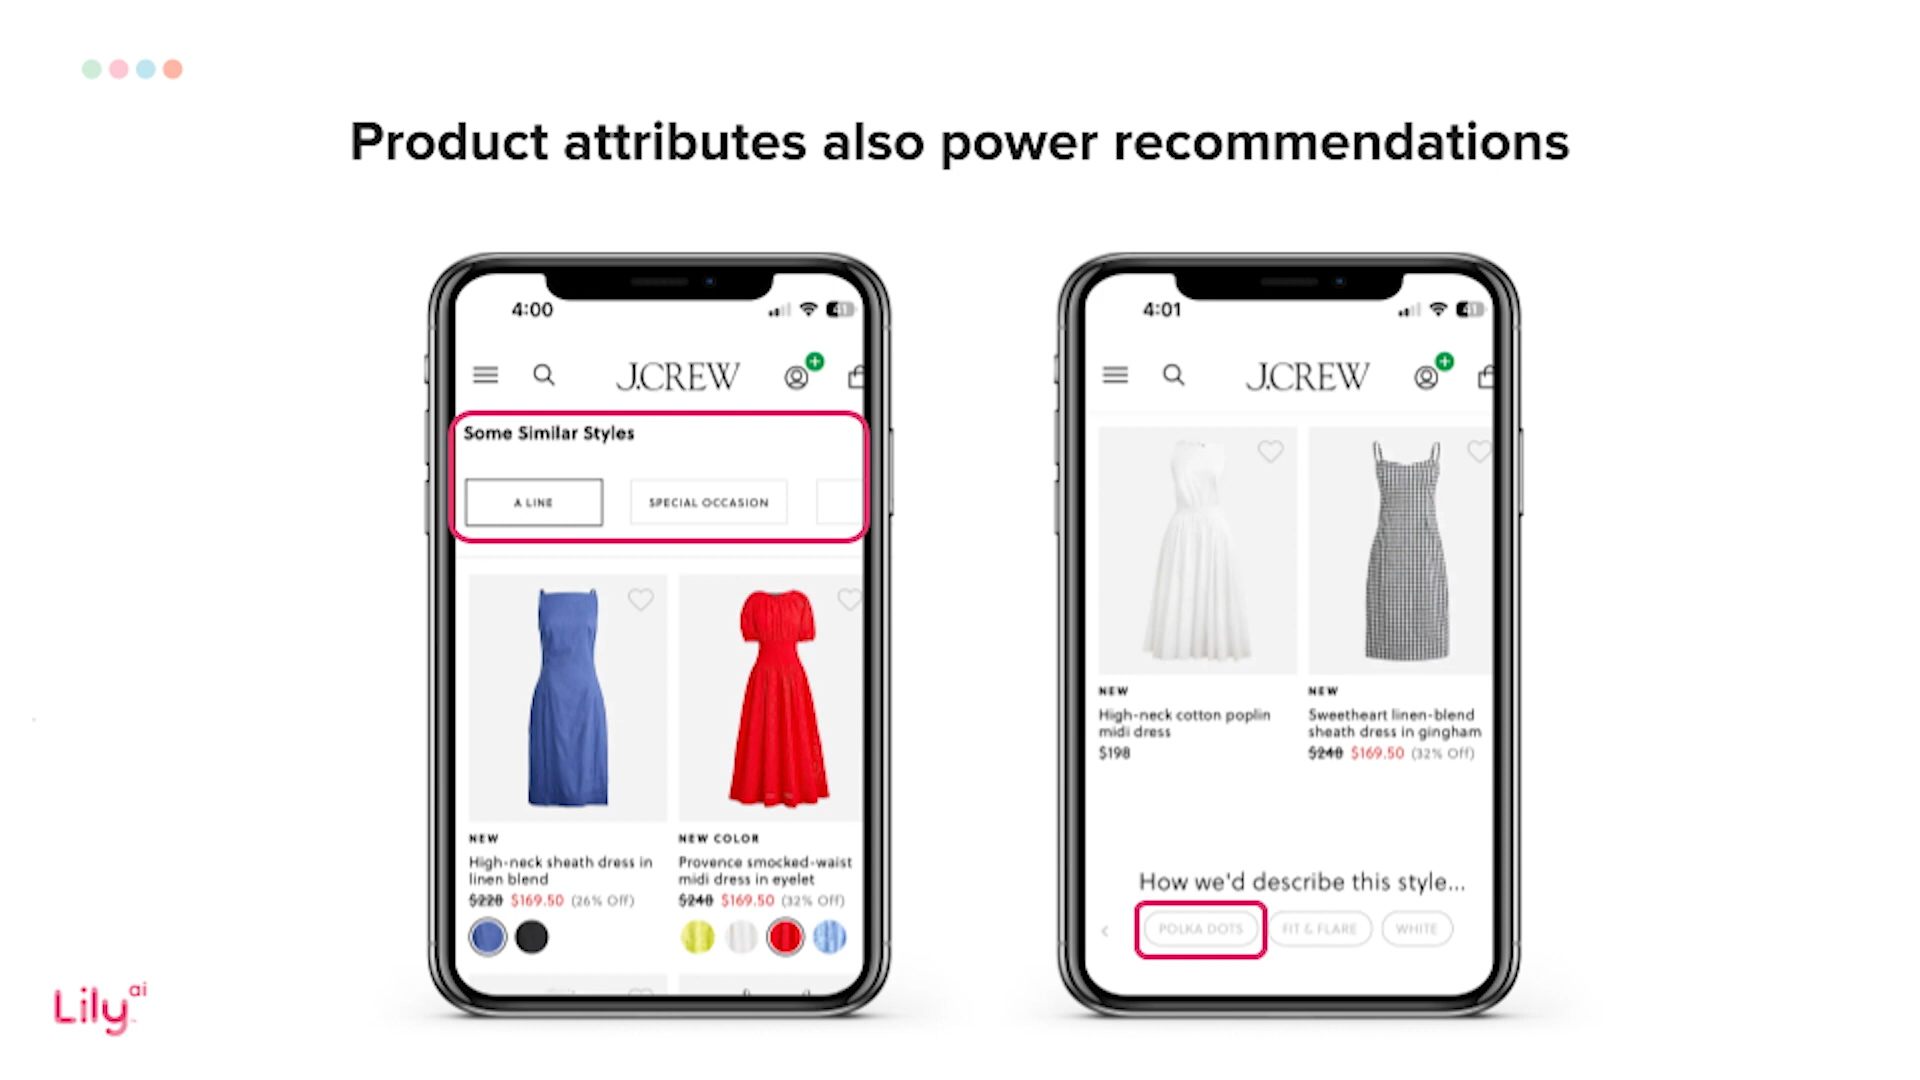 Product attributes also power recommendations
4:00
41
J.CREW
Some Similar Styles
A LINE
SPECIAL OCCASION
NEW
High-neck sheath dress in
linen blend
$228 $169.50 (26% Off)
NEW COLOR
Provence smocked-waist
midi dress in eyelet
$248 $169.50 (32% Off)
4:01
41
J.CREW
NEW
High-neck cotton poplin
midi dress
$198
NEW
Sweetheart linen-blend
sheath dress in gingham
$248 $169.50 (32% Off)
How we'd describe this style...
POLKA DOTS
FIT & FLARE
WHITE
Lily ai